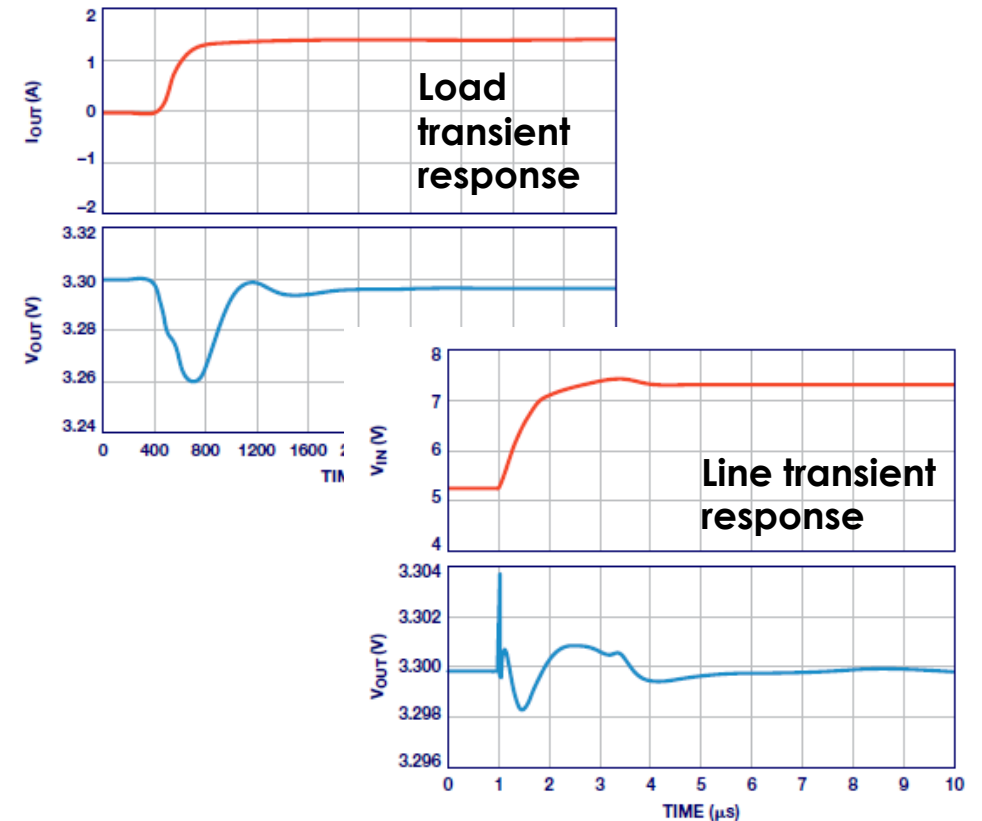 2
1
0
−1
−2
IOUT (A)
Load
transient
response
3.32
3.30
3.28
3.26
3.24
VOUT (V)
0 400 800 1200 1600
8
7
6
5
4
VIN (V)
Line transient
response
3.304
3.302
3.300
3.298
3.296
VOUT (V)
0 1 2 3 4 5 6 7 8 9 10
TIME (µs)